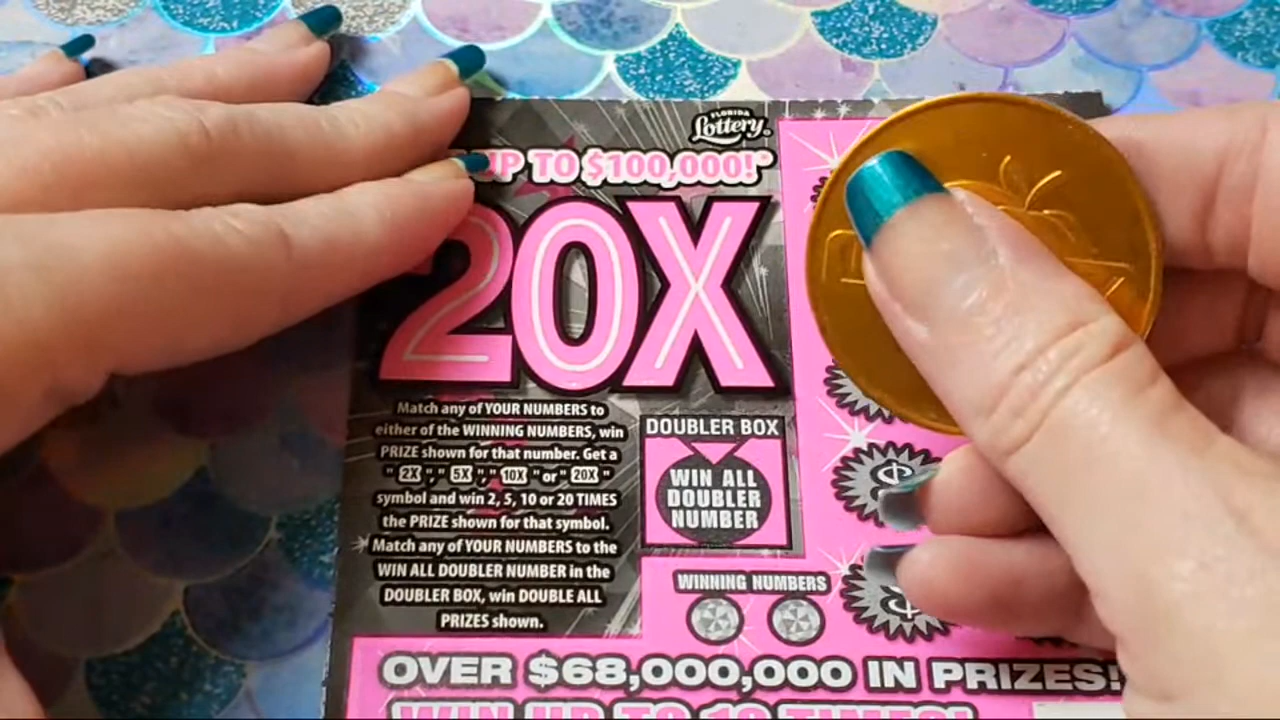 FLORIDA
Lottery
UP TO $100,000!*
20X
Match any of YOUR NUMBERS to
either of the WINNING NUMBERS, win
PRIZE shown for that number. Get a
" 2X "," 5X "," 10X " or " 20X "
symbol and win 2, 5, 10 or 20 TIMES
the PRIZE shown for that symbol.
Match any of YOUR NUMBERS to the
WIN ALL DOUBLER NUMBER in the
DOUBLER BOX, win DOUBLE ALL
PRIZES shown.
DOUBLER BOX
WIN ALL
DOUBLER
NUMBER
WINNING NUMBERS
OVER $68,000,000 IN PRIZES!
WIN UP TO TIMES!